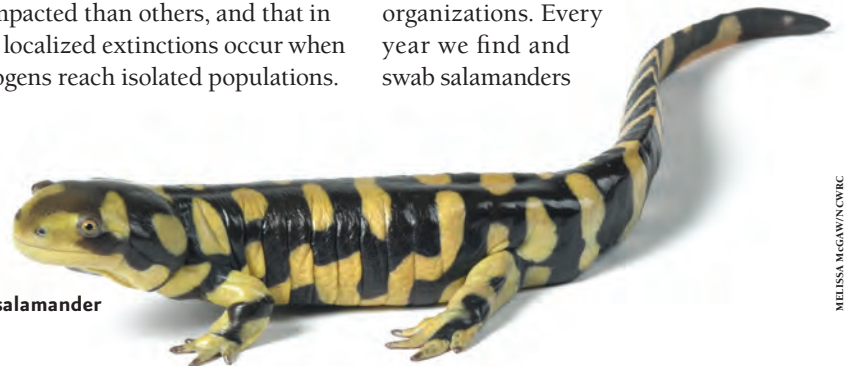 npacted than others, and that in
localized extinctions occur when
ogens reach isolated populations.
organizations. Every
year we find and
swab salamanders
salamander
MELISSA McGAW/NCWRC